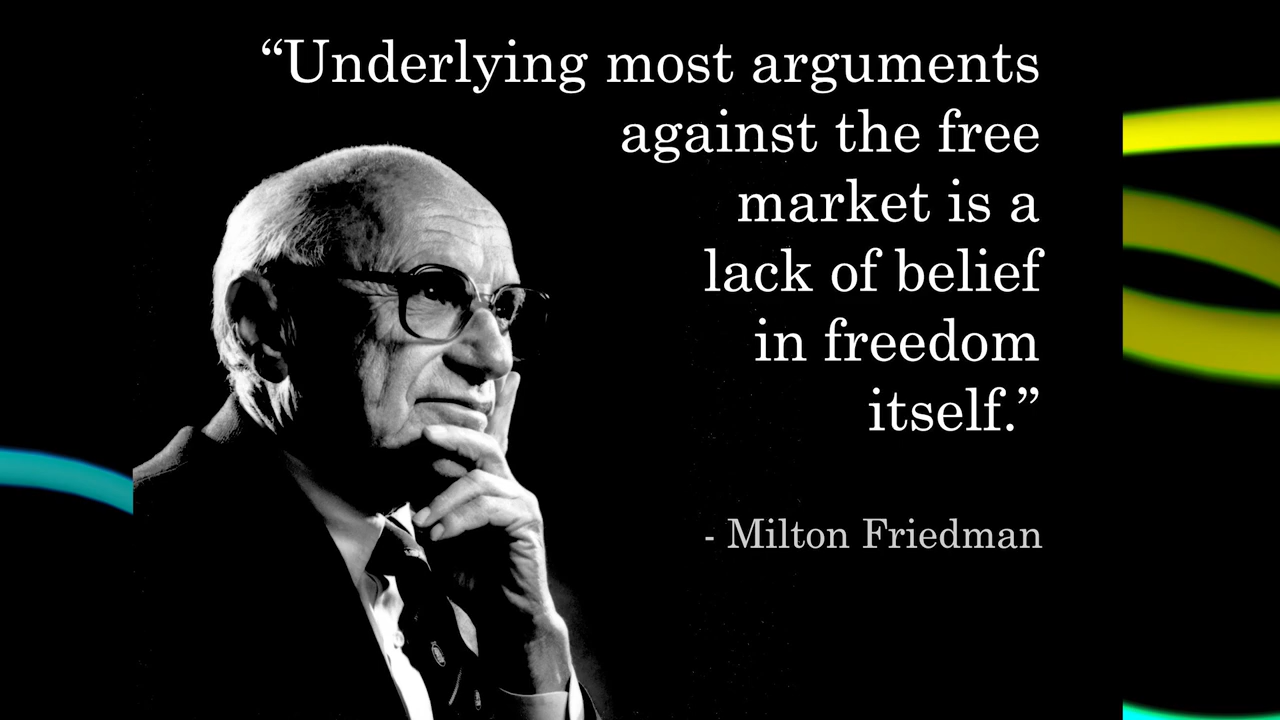 “Underlying most arguments
against the free
market is a
lack of belief
in freedom
itself.”
- Milton Friedman